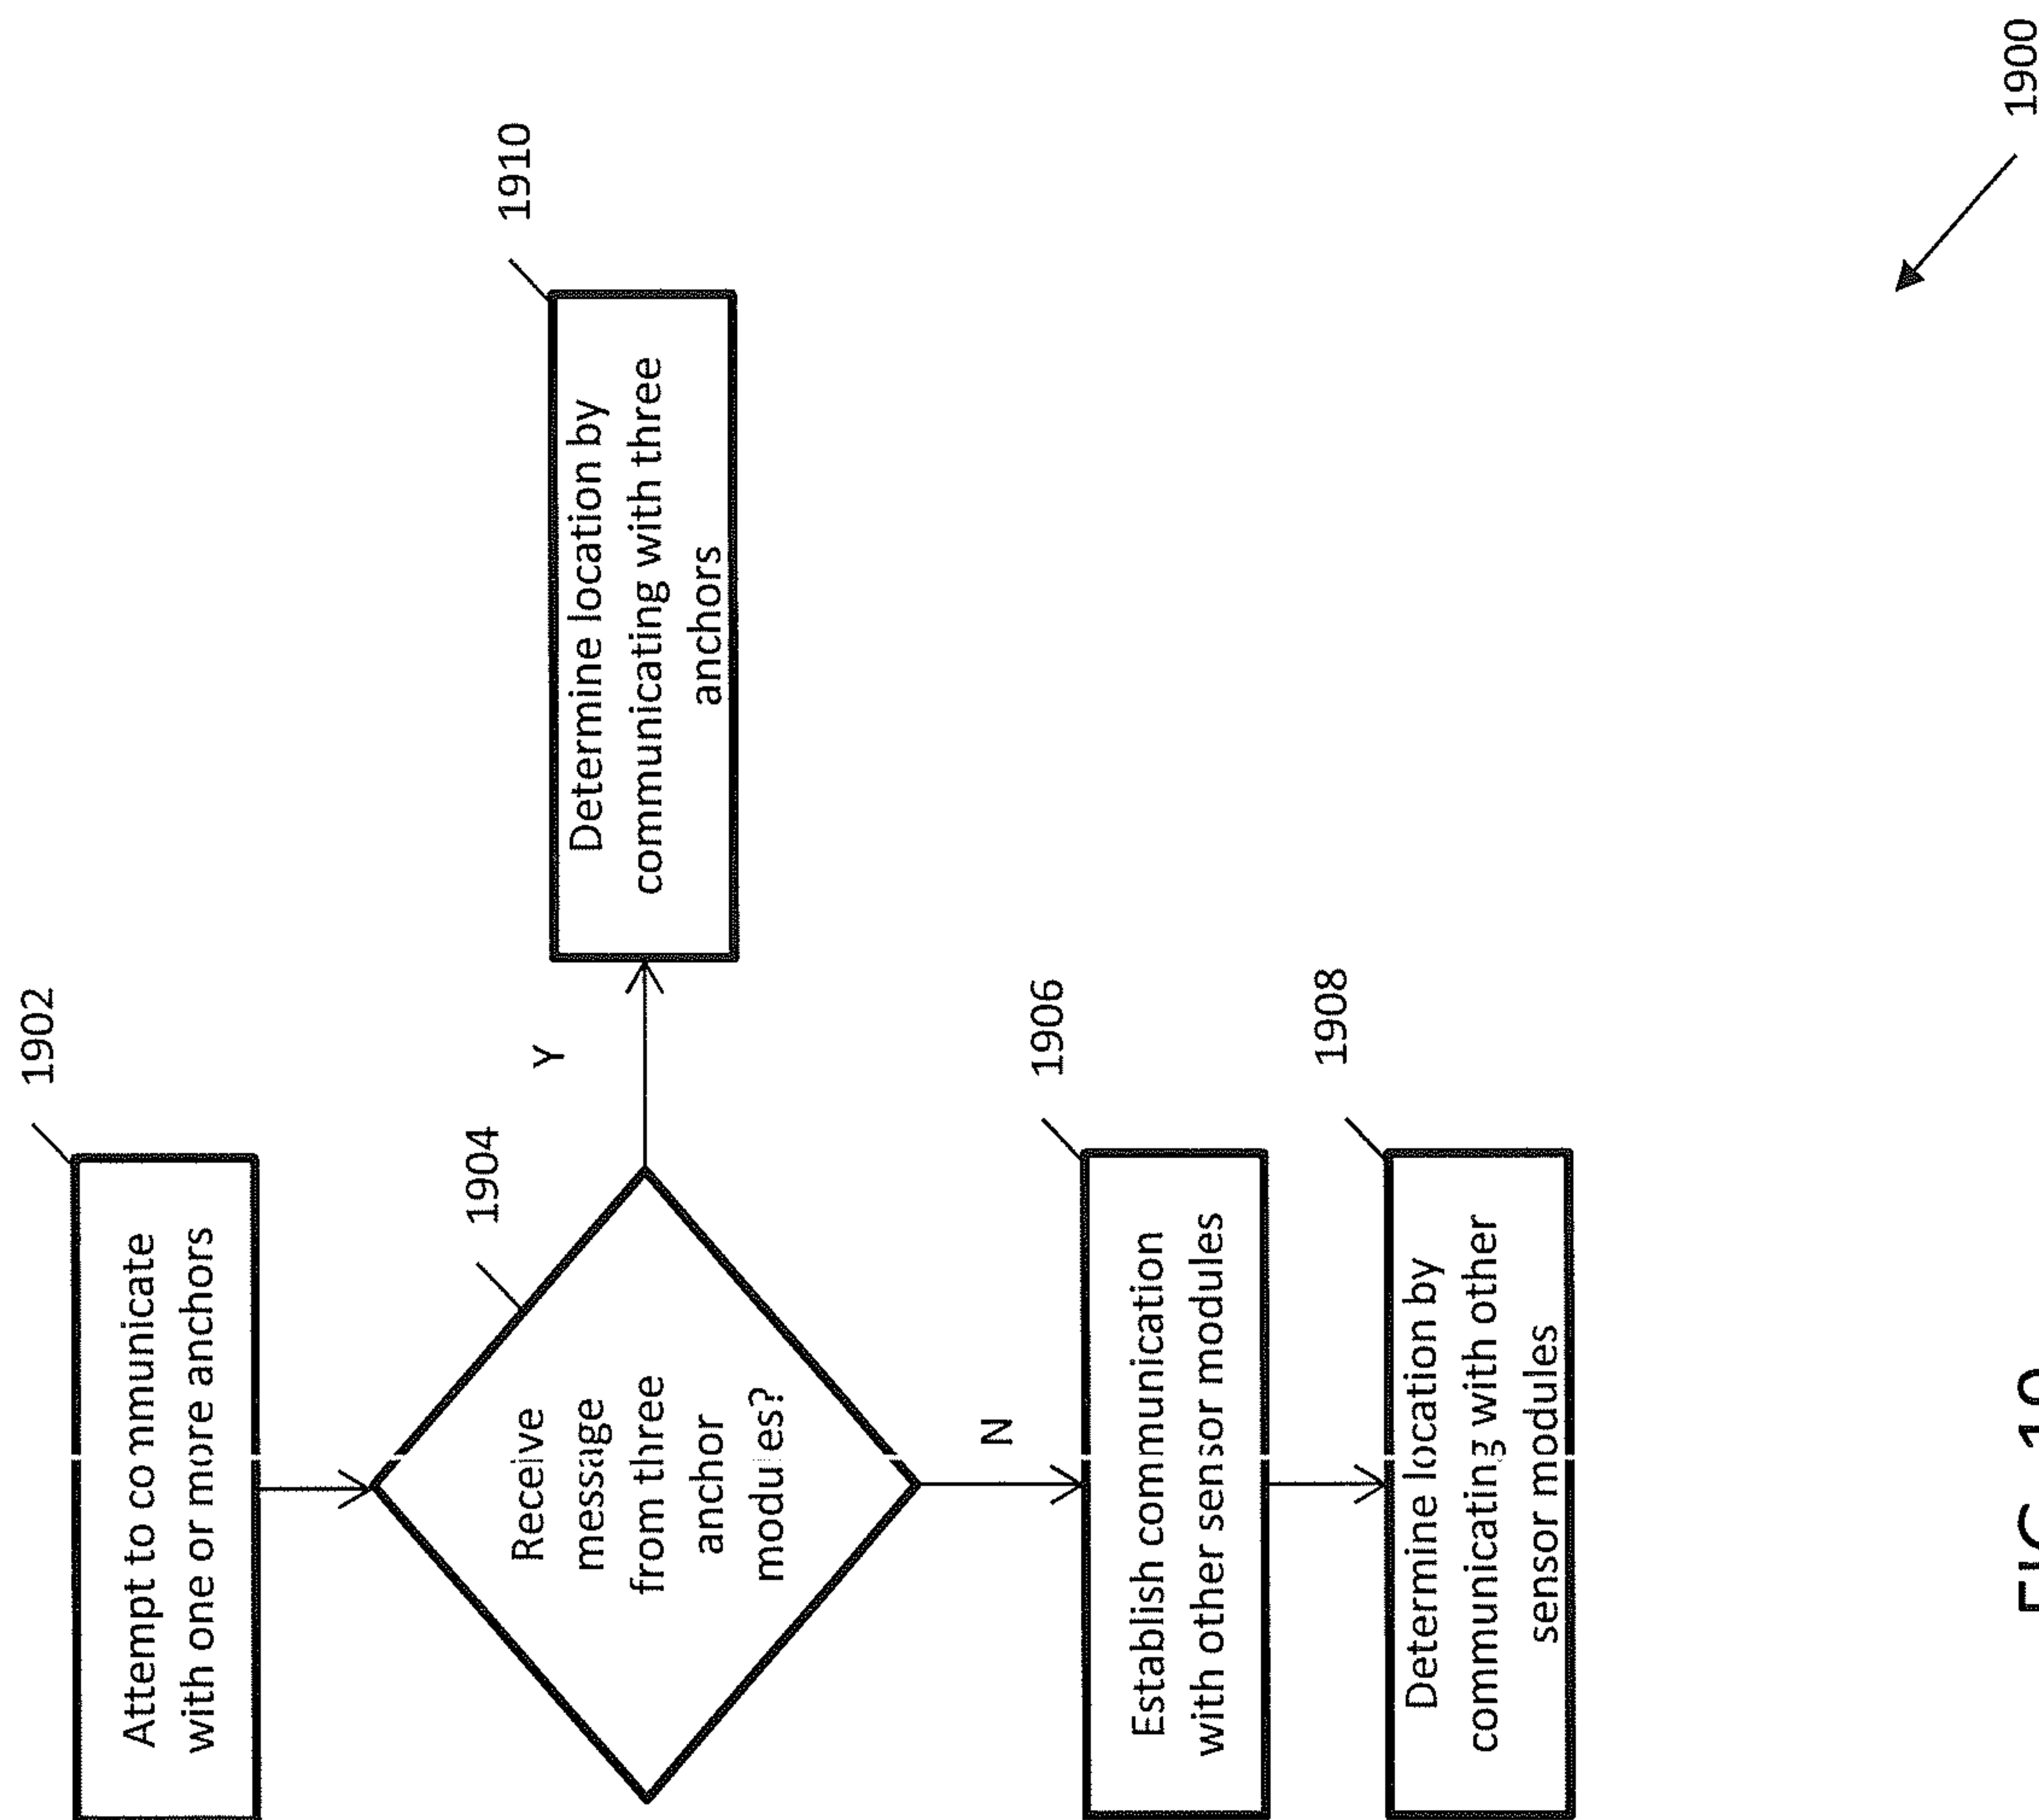 1902
Attempt to communicate
with one or more anchors
1904
Receive
message
from three
anchor
modules?
Y
1910
Determine location by
communicating with three
anchors
N
1906
Establish communication
with other sensor modules
1908
Determine location by
communicating with other
sensor modules
1900